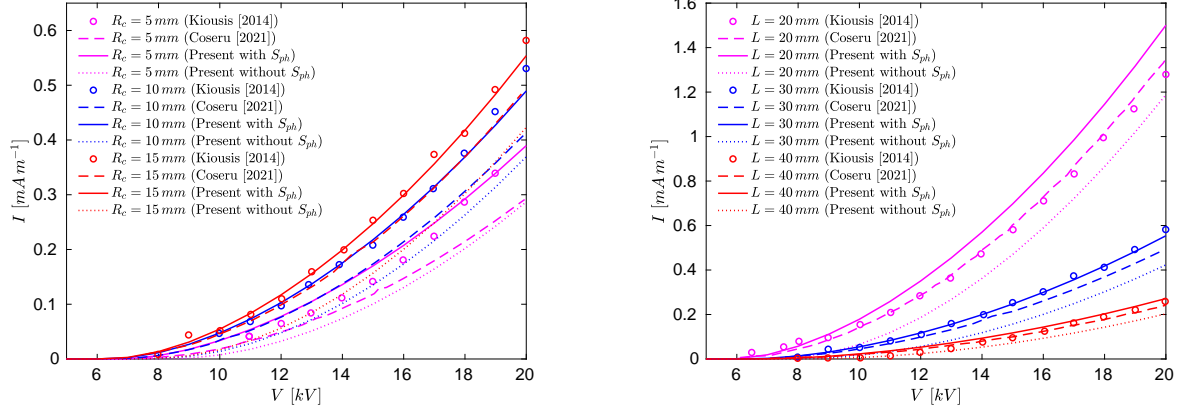 0.6
0.5
0.4
0.3
0.2
0.1
0
I [mA m⁻¹]
R_c = 5 mm (Kiousis [2014])
R_c = 5 mm (Coseru [2021])
R_c = 5 mm (Present with S_ph)
R_c = 5 mm (Present without S_ph)
R_c = 10 mm (Kiousis [2014])
R_c = 10 mm (Coseru [2021])
R_c = 10 mm (Present with S_ph)
R_c = 10 mm (Present without S_ph)
R_c = 15 mm (Kiousis [2014])
R_c = 15 mm (Coseru [2021])
R_c = 15 mm (Present with S_ph)
R_c = 15 mm (Present without S_ph)
6 8 10 12 14 16 18 20
V [kV]
1.6
1.4
1.2
1
0.8
0.6
0.4
0.2
0
I [mA m⁻¹]
L = 20 mm (Kiousis [2014])
L = 20 mm (Coseru [2021])
L = 20 mm (Present with S_ph)
L = 20 mm (Present without S_ph)
L = 30 mm (Kiousis [2014])
L = 30 mm (Coseru [2021])
L = 30 mm (Present with S_ph)
L = 30 mm (Present without S_ph)
L = 40 mm (Kiousis [2014])
L = 40 mm (Coseru [2021])
L = 40 mm (Present with S_ph)
L = 40 mm (Present without S_ph)
6 8 10 12 14 16 18 20
V [kV]